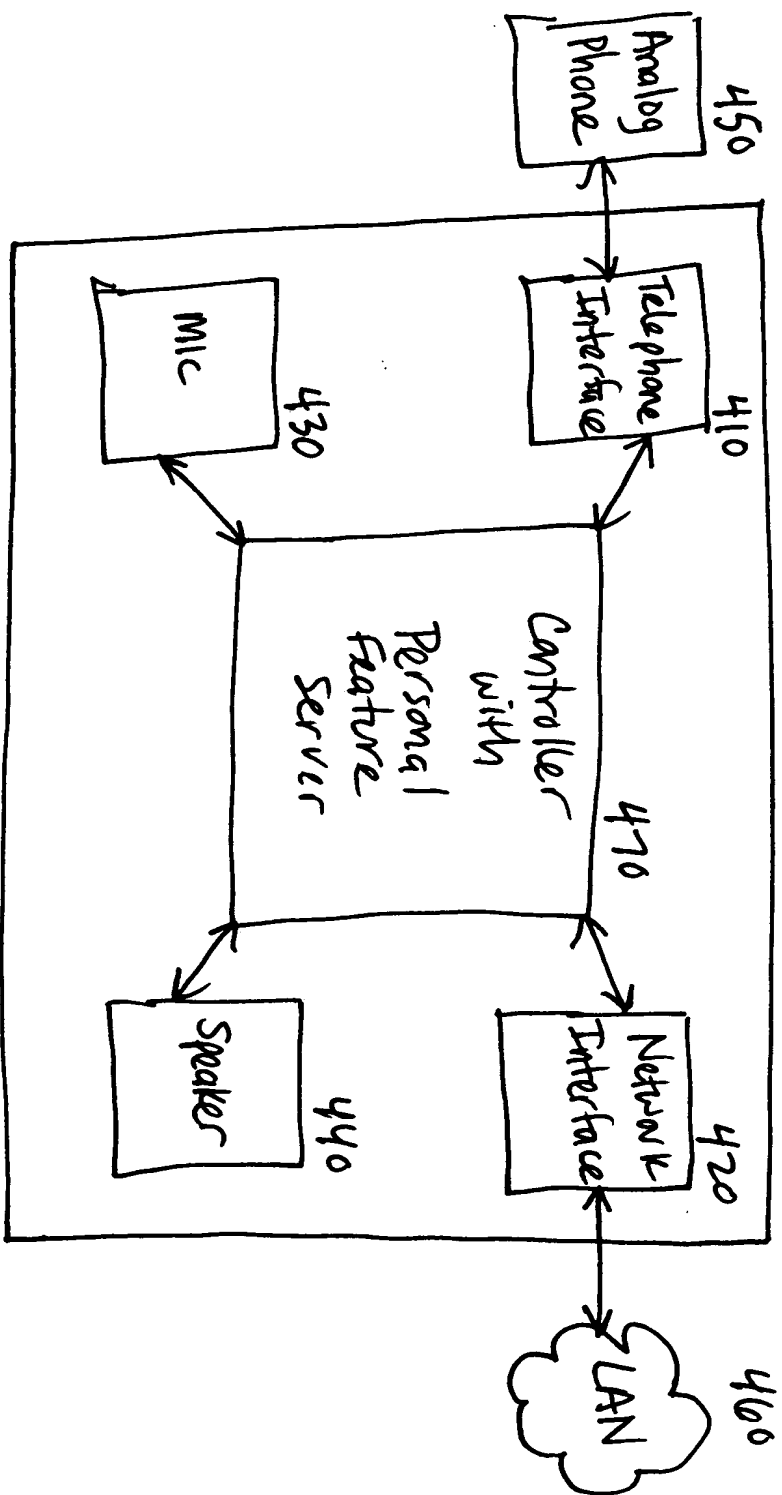 450
Analog
Phone
410
Telephone
Interface
470
Controller
with
Personal
Feature
Server
420
Network
Interface
460
LAN
430
Mic
440
Speaker